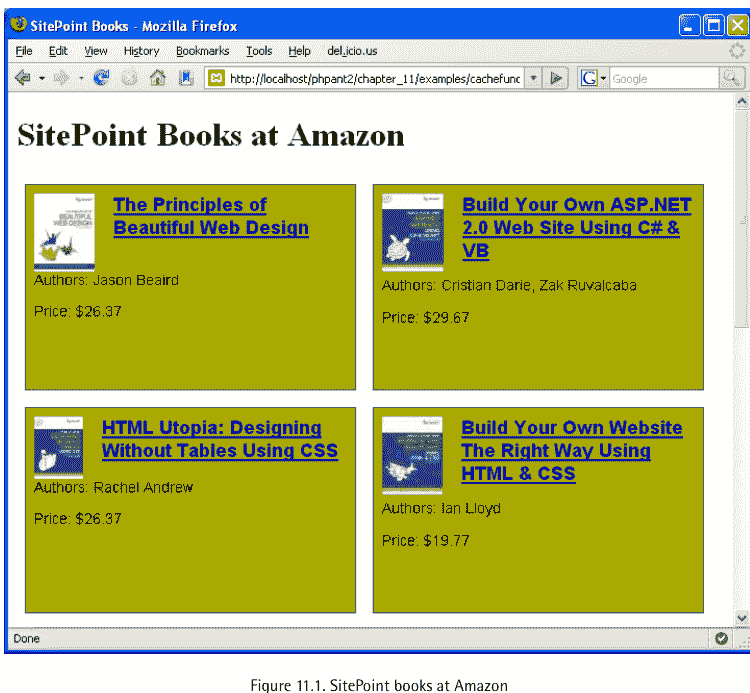 SitePoint Books - Mozilla Firefox
File Edit View History Bookmarks Tools Help del.icio.us
http://localhost/phpant2/chapter_11/examples/cachefunc
G Google
SitePoint Books at Amazon
The Principles of
Beautiful Web Design
Authors: Jason Beaird
Price: $26.37
Build Your Own ASP.NET
2.0 Web Site Using C# &
VB
Authors: Cristian Darie, Zak Ruvalcaba
Price: $29.67
HTML Utopia: Designing
Without Tables Using CSS
Authors: Rachel Andrew
Price: $26.37
Build Your Own Website
The Right Way Using
HTML & CSS
Authors: Ian Lloyd
Price: $19.77
Done
Figure 11.1. SitePoint books at Amazon